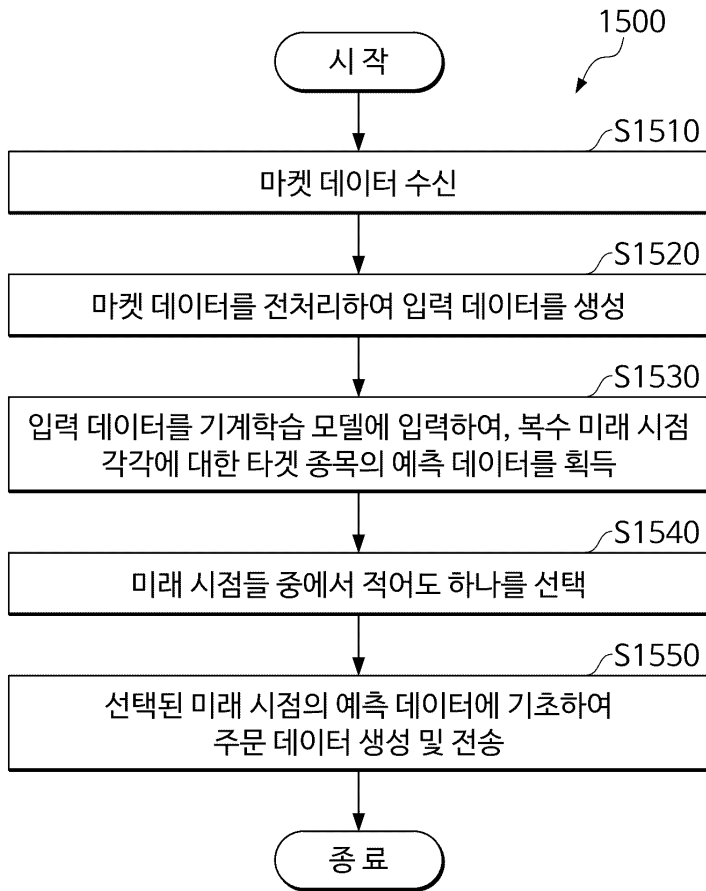 1500
시 작
S1510
마켓 데이터 수신
S1520
마켓 데이터를 전처리하여 입력 데이터를 생성
S1530
입력 데이터를 기계학습 모델에 입력하여, 복수 미래 시점
각각에 대한 타겟 종목의 예측 데이터를 획득
S1540
미래 시점들 중에서 적어도 하나를 선택
S1550
선택된 미래 시점의 예측 데이터에 기초하여
주문 데이터 생성 및 전송
종 료